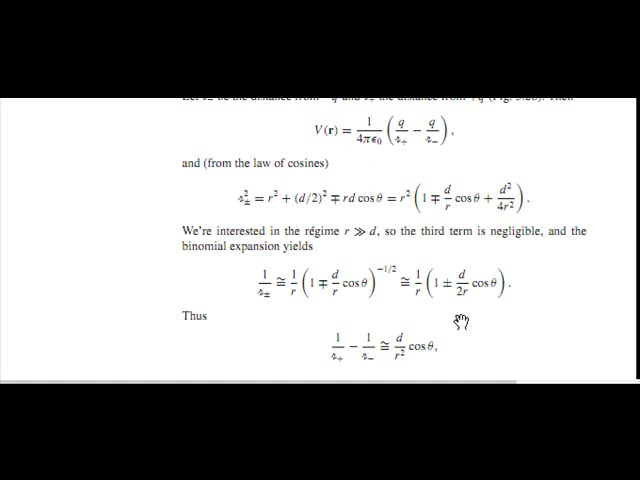 V(r) = 1/4πϵ₀ (q/𝓇₊ − q/𝓇₋),
and (from the law of cosines)
𝓇±² = r² + (d/2)² ∓ rd cos θ = r² (1 ∓ d/r cos θ + d²/4r²).
We're interested in the régime r ≫ d, so the third term is negligible, and the
binomial expansion yields
1/𝓇± ≅ 1/r (1 ∓ d/r cos θ)^−1/2 ≅ 1/r (1 ± d/2r cos θ).
Thus
1/𝓇₊ − 1/𝓇₋ ≅ d/r² cos θ,